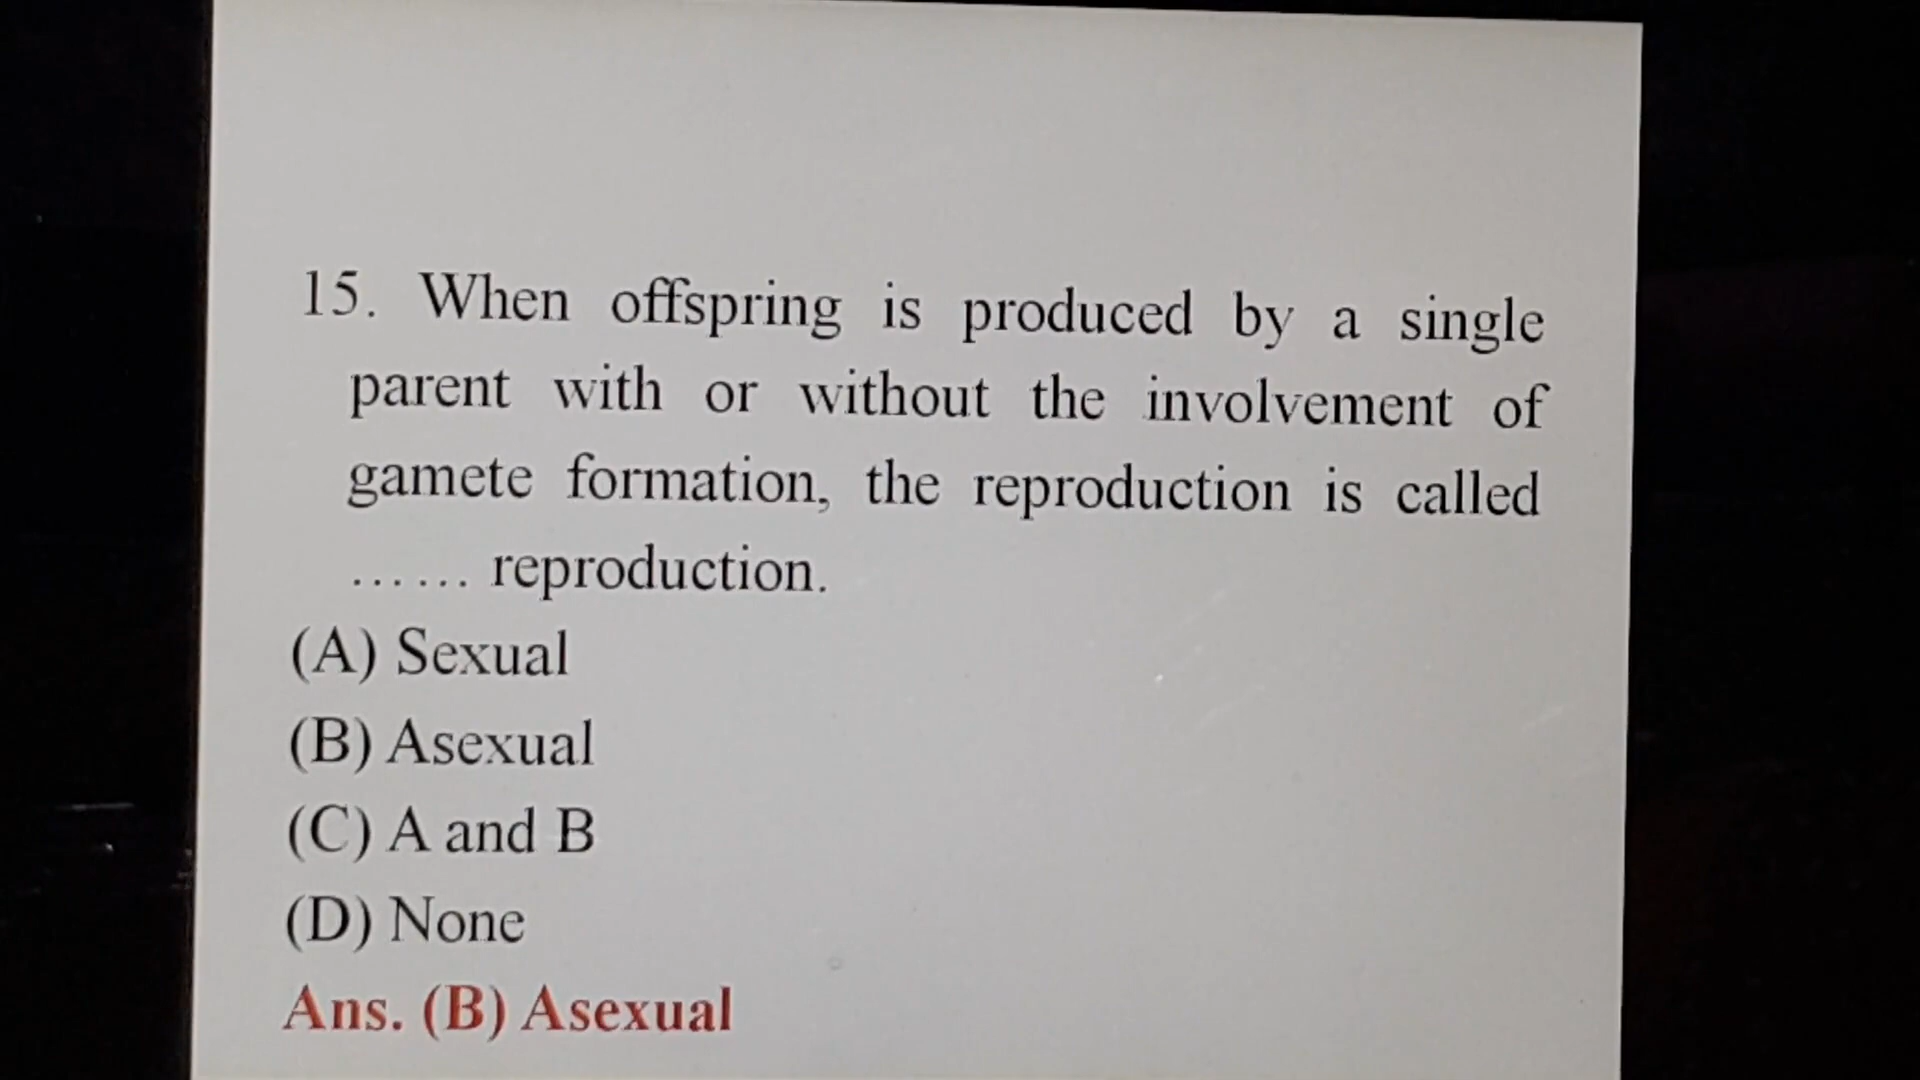 15. When offspring is produced by a single
parent with or without the involvement of
gamete formation, the reproduction is called
...... reproduction.
(A) Sexual
(B) Asexual
(C) A and B
(D) None
Ans. (B) Asexual